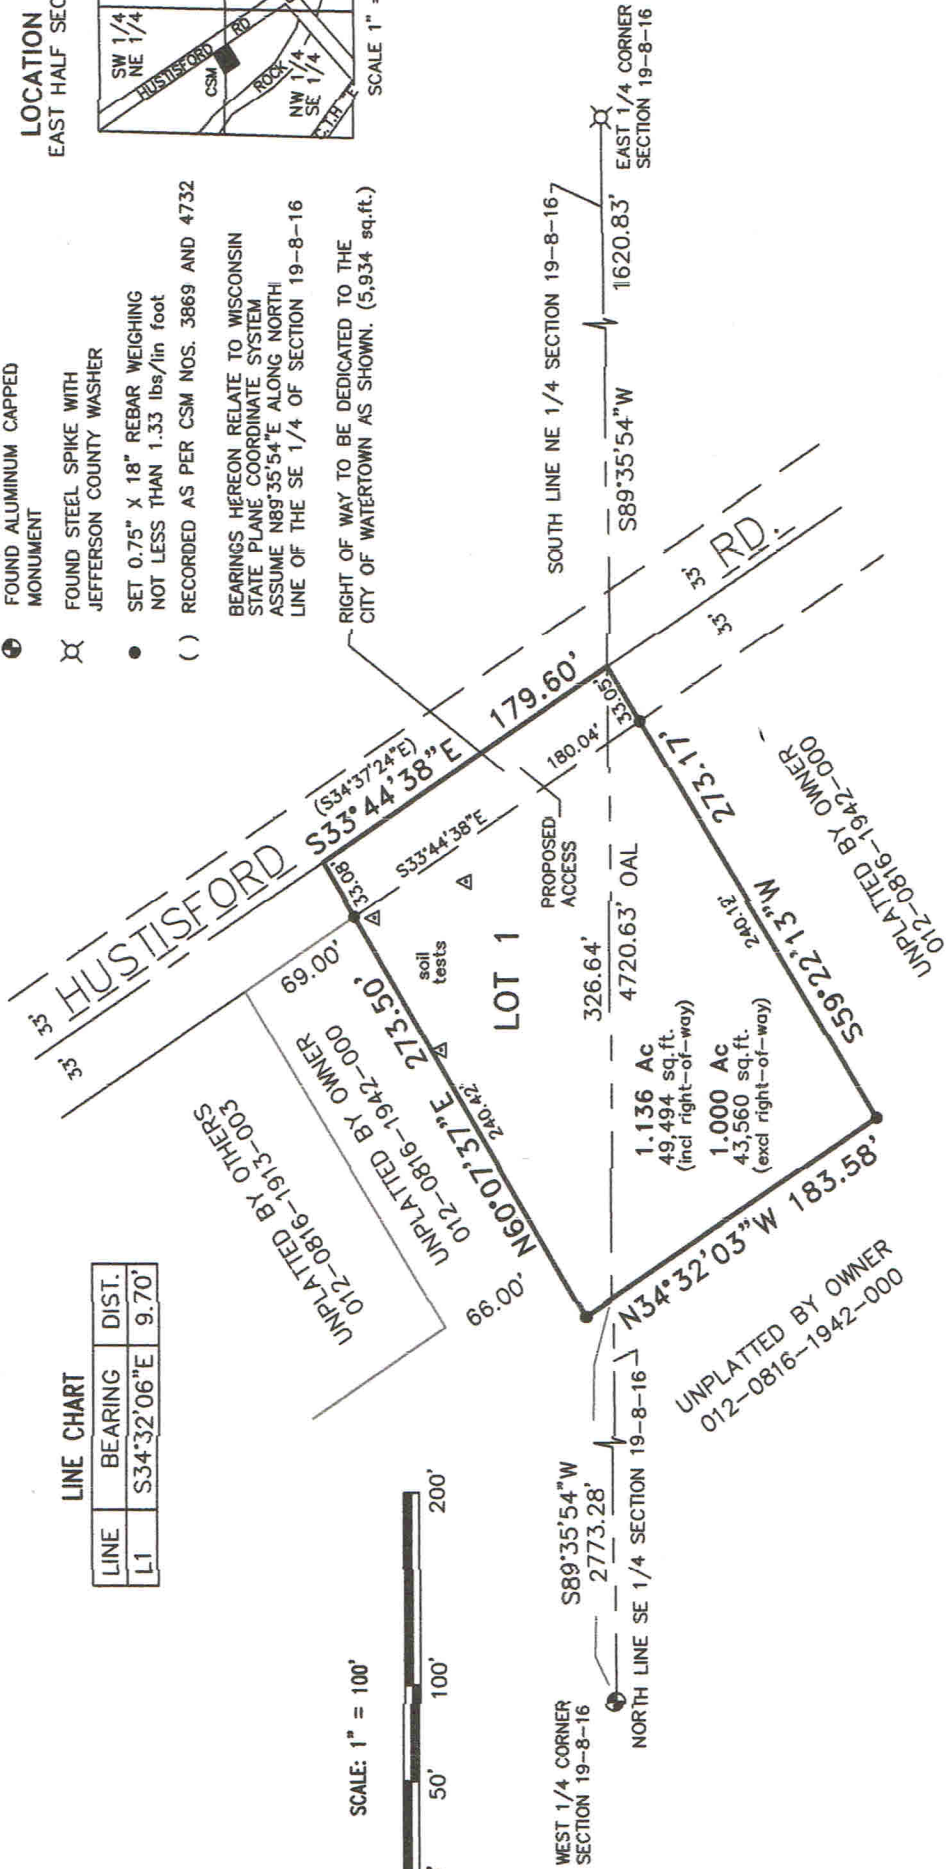 LOCATION
EAST HALF SEC
SW 1/4
NE 1/4
HUSTISFORD RD
CSM
ROCK
NW 1/4
SE 1/4
C.T.H. "E"
SCALE 1" =
FOUND ALUMINUM CAPPED
MONUMENT
FOUND STEEL SPIKE WITH
JEFFERSON COUNTY WASHER
SET 0.75" X 18" REBAR WEIGHING
NOT LESS THAN 1.33 lbs/lin foot
( ) RECORDED AS PER CSM NOS. 3869 AND 4732
BEARINGS HEREON RELATE TO WISCONSIN
STATE PLANE COORDINATE SYSTEM
ASSUME N89°35'54"E ALONG NORTH
LINE OF THE SE 1/4 OF SECTION 19-8-16
RIGHT OF WAY TO BE DEDICATED TO THE
CITY OF WATERTOWN AS SHOWN. (5,934 sq.ft.)
LINE CHART
LINE BEARING DIST.
L1 S34°32'06"E 9.70'
SCALE: 1" = 100'
50' 100' 200'
33'
33'
HUSTISFORD RD.
33'
33'
(S34°37'24"E)
S33°44'38"E 179.60'
S33°44'38"E 180.04'
33.08'
33.05'
69.00'
66.00'
UNPLATTED BY OTHERS
012-0816-1913-003
UNPLATTED BY OWNER
012-0816-1942-000
N60°07'37"E 273.50'
240.42'
soil
tests
LOT 1
PROPOSED
ACCESS
326.64'
4720.63' OAL
1.136 Ac
49,494 sq.ft.
(incl right-of-way)
1.000 Ac
43,560 sq.ft.
(excl right-of-way)
273.17'
240.12'
S59°22'13"W
UNPLATTED BY OWNER
012-0816-1942-000
N34°32'03"W 183.58'
UNPLATTED BY OWNER
012-0816-1942-000
SOUTH LINE NE 1/4 SECTION 19-8-16
S89°35'54"W 1620.83'
EAST 1/4 CORNER
SECTION 19-8-16
WEST 1/4 CORNER
SECTION 19-8-16
S89°35'54"W
2773.28'
NORTH LINE SE 1/4 SECTION 19-8-16